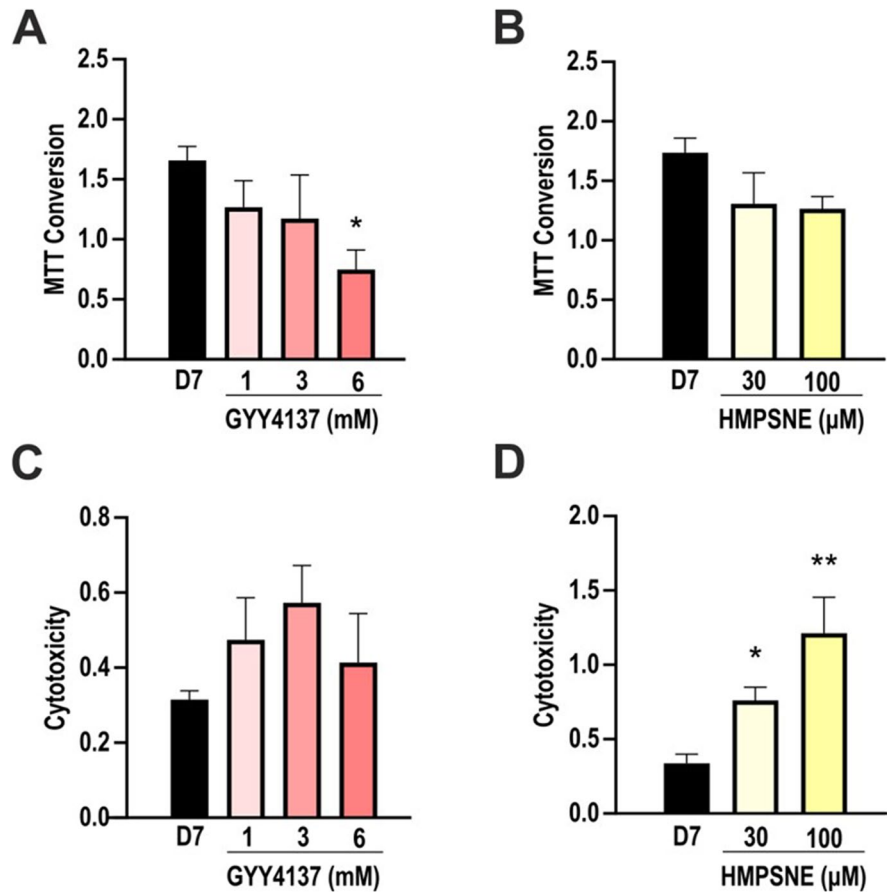 A
2.5
2.0
1.5
1.0
0.5
0.0
MTT Conversion
*
D7 1 3 6
GYY4137 (mM)
B
2.5
2.0
1.5
1.0
0.5
0.0
MTT Conversion
D7 30 100
HMPSNE (µM)
C
0.8
0.6
0.4
0.2
0.0
Cytotoxicity
D7 1 3 6
GYY4137 (mM)
D
2.0
1.5
1.0
0.5
0.0
Cytotoxicity
*
**
D7 30 100
HMPSNE (µM)